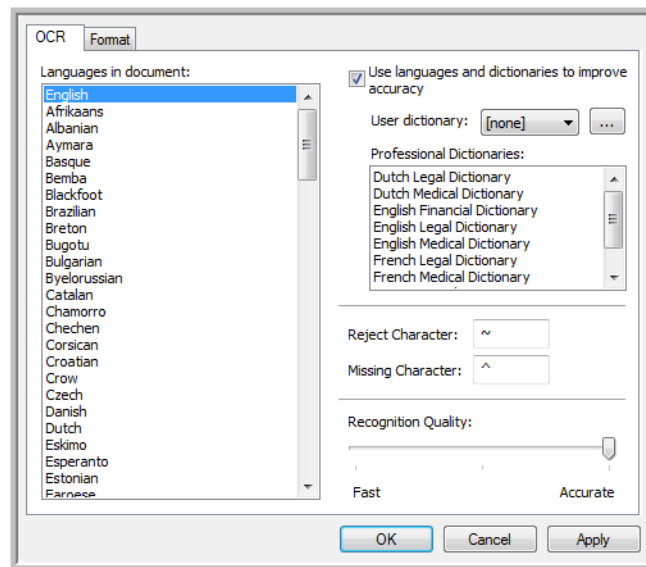 OCR
Format
Languages in document:
English
Afrikaans
Albanian
Aymara
Basque
Bemba
Blackfoot
Brazilian
Breton
Bugotu
Bulgarian
Byelorussian
Catalan
Chamorro
Chechen
Corsican
Croatian
Crow
Czech
Danish
Dutch
Eskimo
Esperanto
Estonian
Faroese
Use languages and dictionaries to improve
accuracy
User dictionary: [none] ...
Professional Dictionaries:
Dutch Legal Dictionary
Dutch Medical Dictionary
English Financial Dictionary
English Legal Dictionary
English Medical Dictionary
French Legal Dictionary
French Medical Dictionary
Reject Character: ~
Missing Character: ^
Recognition Quality:
Fast Accurate
OK Cancel Apply